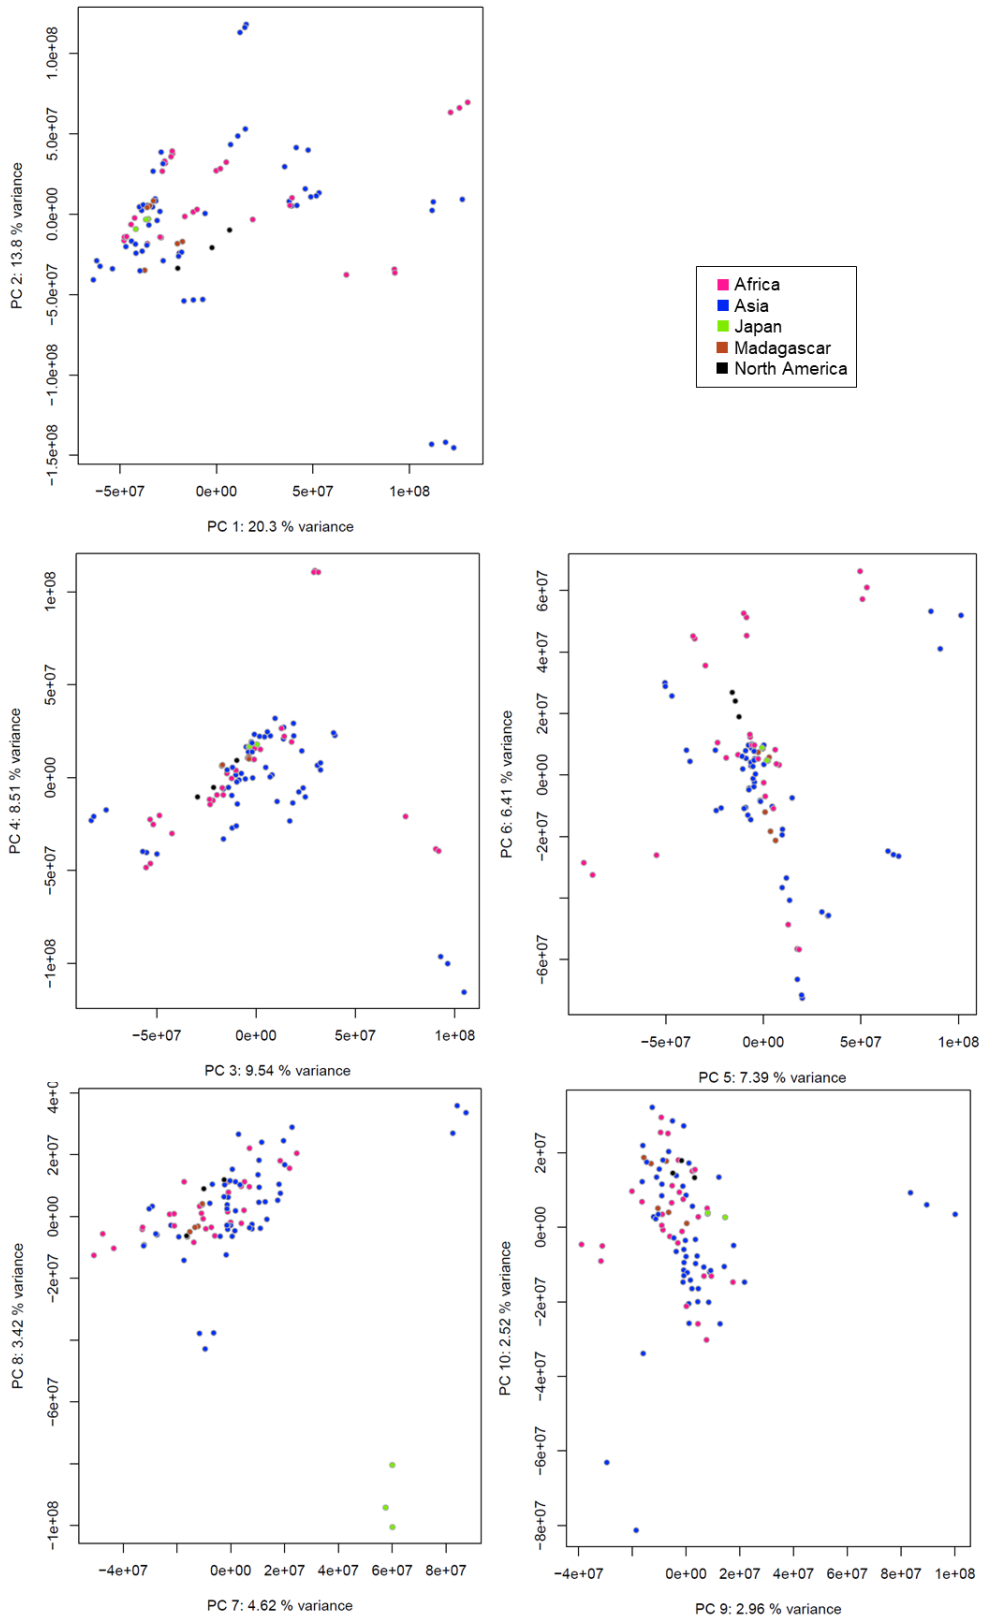 1.0e+08
5.0e+07
0.0e+00
−5.0e+07
−1.0e+08
−1.5e+08
PC 2: 13.8 % variance
−5e+07 0e+00 5e+07 1e+08
PC 1: 20.3 % variance
Africa
Asia
Japan
Madagascar
North America
1e+08
5e+07
0e+00
−5e+07
−1e+08
PC 4: 8.51 % variance
−5e+07 0e+00 5e+07 1e+08
PC 3: 9.54 % variance
6e+07
4e+07
2e+07
0e+00
−2e+07
−6e+07
PC 6: 6.41 % variance
−5e+07 0e+00 5e+07 1e+08
PC 5: 7.39 % variance
2e+07
0e+00
−2e+07
−6e+07
−1e+08
PC 8: 3.42 % variance
−4e+07 0e+00 4e+07 8e+07
PC 7: 4.62 % variance
2e+07
0e+00
−2e+07
−4e+07
−6e+07
−8e+07
PC 10: 2.52 % variance
−4e+07 0e+00 2e+07 4e+07 6e+07 8e+07 1e+08
PC 9: 2.96 % variance